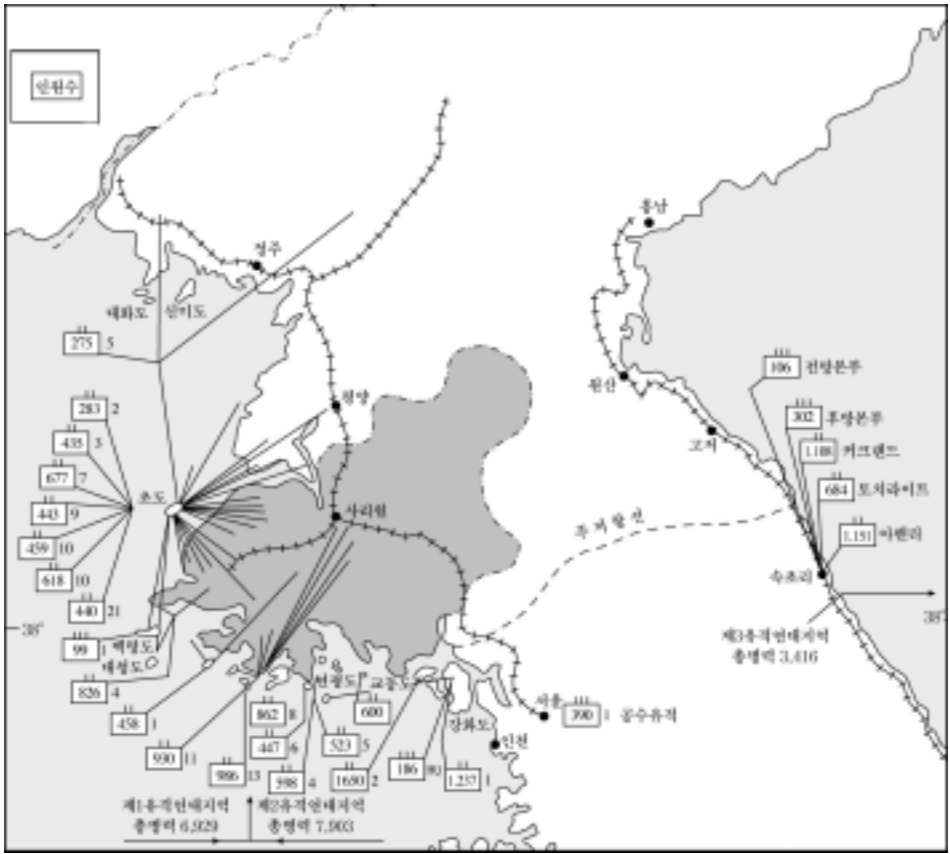 인원수
흥남
정주
대화도 신미도
275 5
106 전방본부
평양
원산
283 2
302 후방본부
고저
435 3
1.188 커크랜드
677 7
684 토치라이트
초도
443 9
사리원
주저항선
459 10
1.151 아벤리
618 10
속초리
440 21
38°
38°
99 1 백령도
대청도
제3유격연대지역
총병력 3,416
826 4
용
연평도 교동도
458 1
862 8
600
서울 390 1 공수유격
강화도
930 11
447 6
523 5
인천
986 13
598 4
1650 2
186
1.237 1
제1유격연대지역 제2유격연대지역
총병력 6,929 총병력 7,903